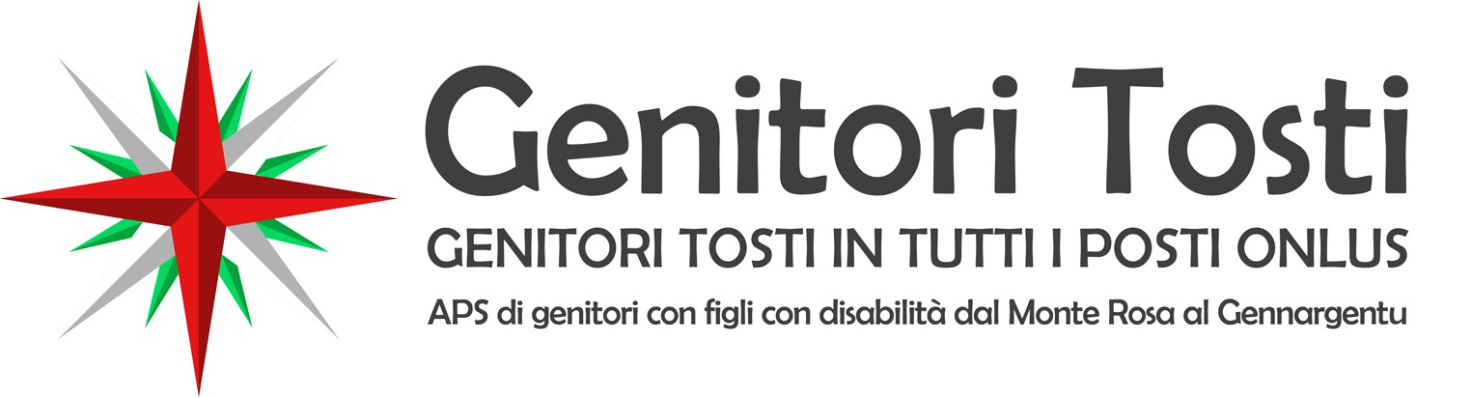 Genitori Tosti
GENITORI TOSTI IN TUTTI I POSTI ONLUS
APS di genitori con figli con disabilità dal Monte Rosa al Gennargentu